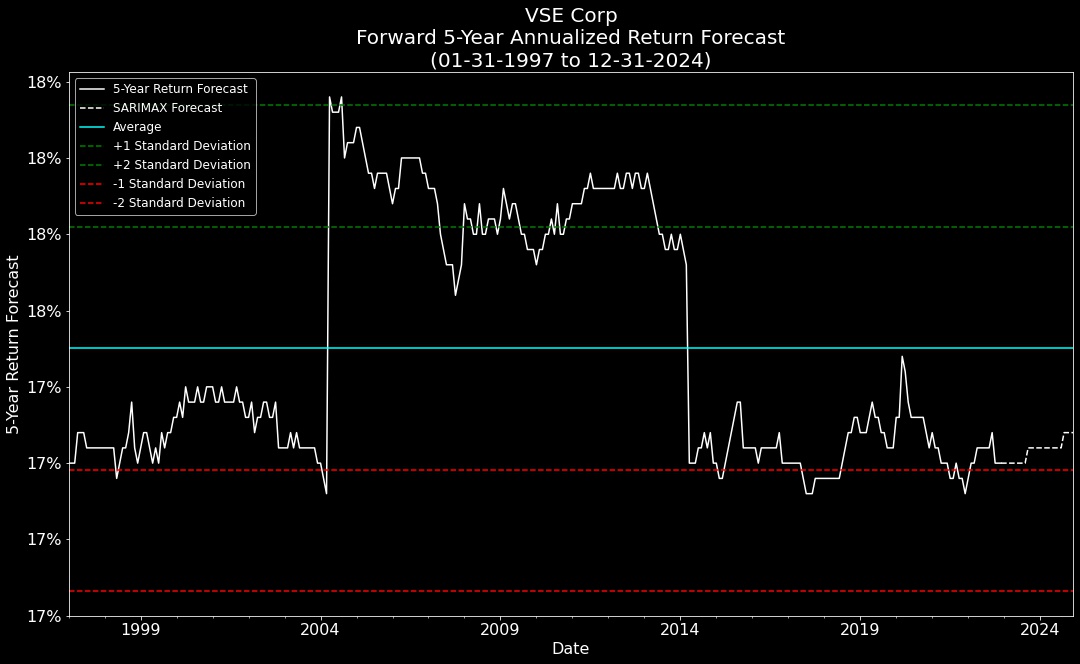 VSE Corp
Forward 5-Year Annualized Return Forecast
(01-31-1997 to 12-31-2024)
18%
18%
18%
18%
17%
17%
17%
17%
5-Year Return Forecast
5-Year Return Forecast
SARIMAX Forecast
Average
+1 Standard Deviation
+2 Standard Deviation
-1 Standard Deviation
-2 Standard Deviation
1999 2004 2009 2014 2019 2024
Date